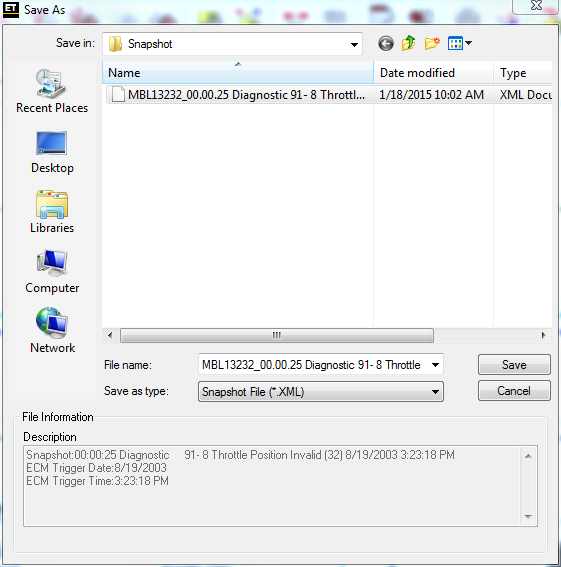 ET Save As
Save in: Snapshot
Name Date modified Type
MBL13232_00.00.25 Diagnostic 91- 8 Throttl... 1/18/2015 10:02 AM XML Docu
Recent Places
Desktop
Libraries
Computer
Network
File name: MBL13232_00.00.25 Diagnostic 91- 8 Throttle Save
Save as type: Snapshot File (*.XML) Cancel
File Information
Description
Snapshot:00:00:25 Diagnostic 91- 8 Throttle Position Invalid (32) 8/19/2003 3:23:18 PM
ECM Trigger Date:8/19/2003
ECM Trigger Time:3:23:18 PM